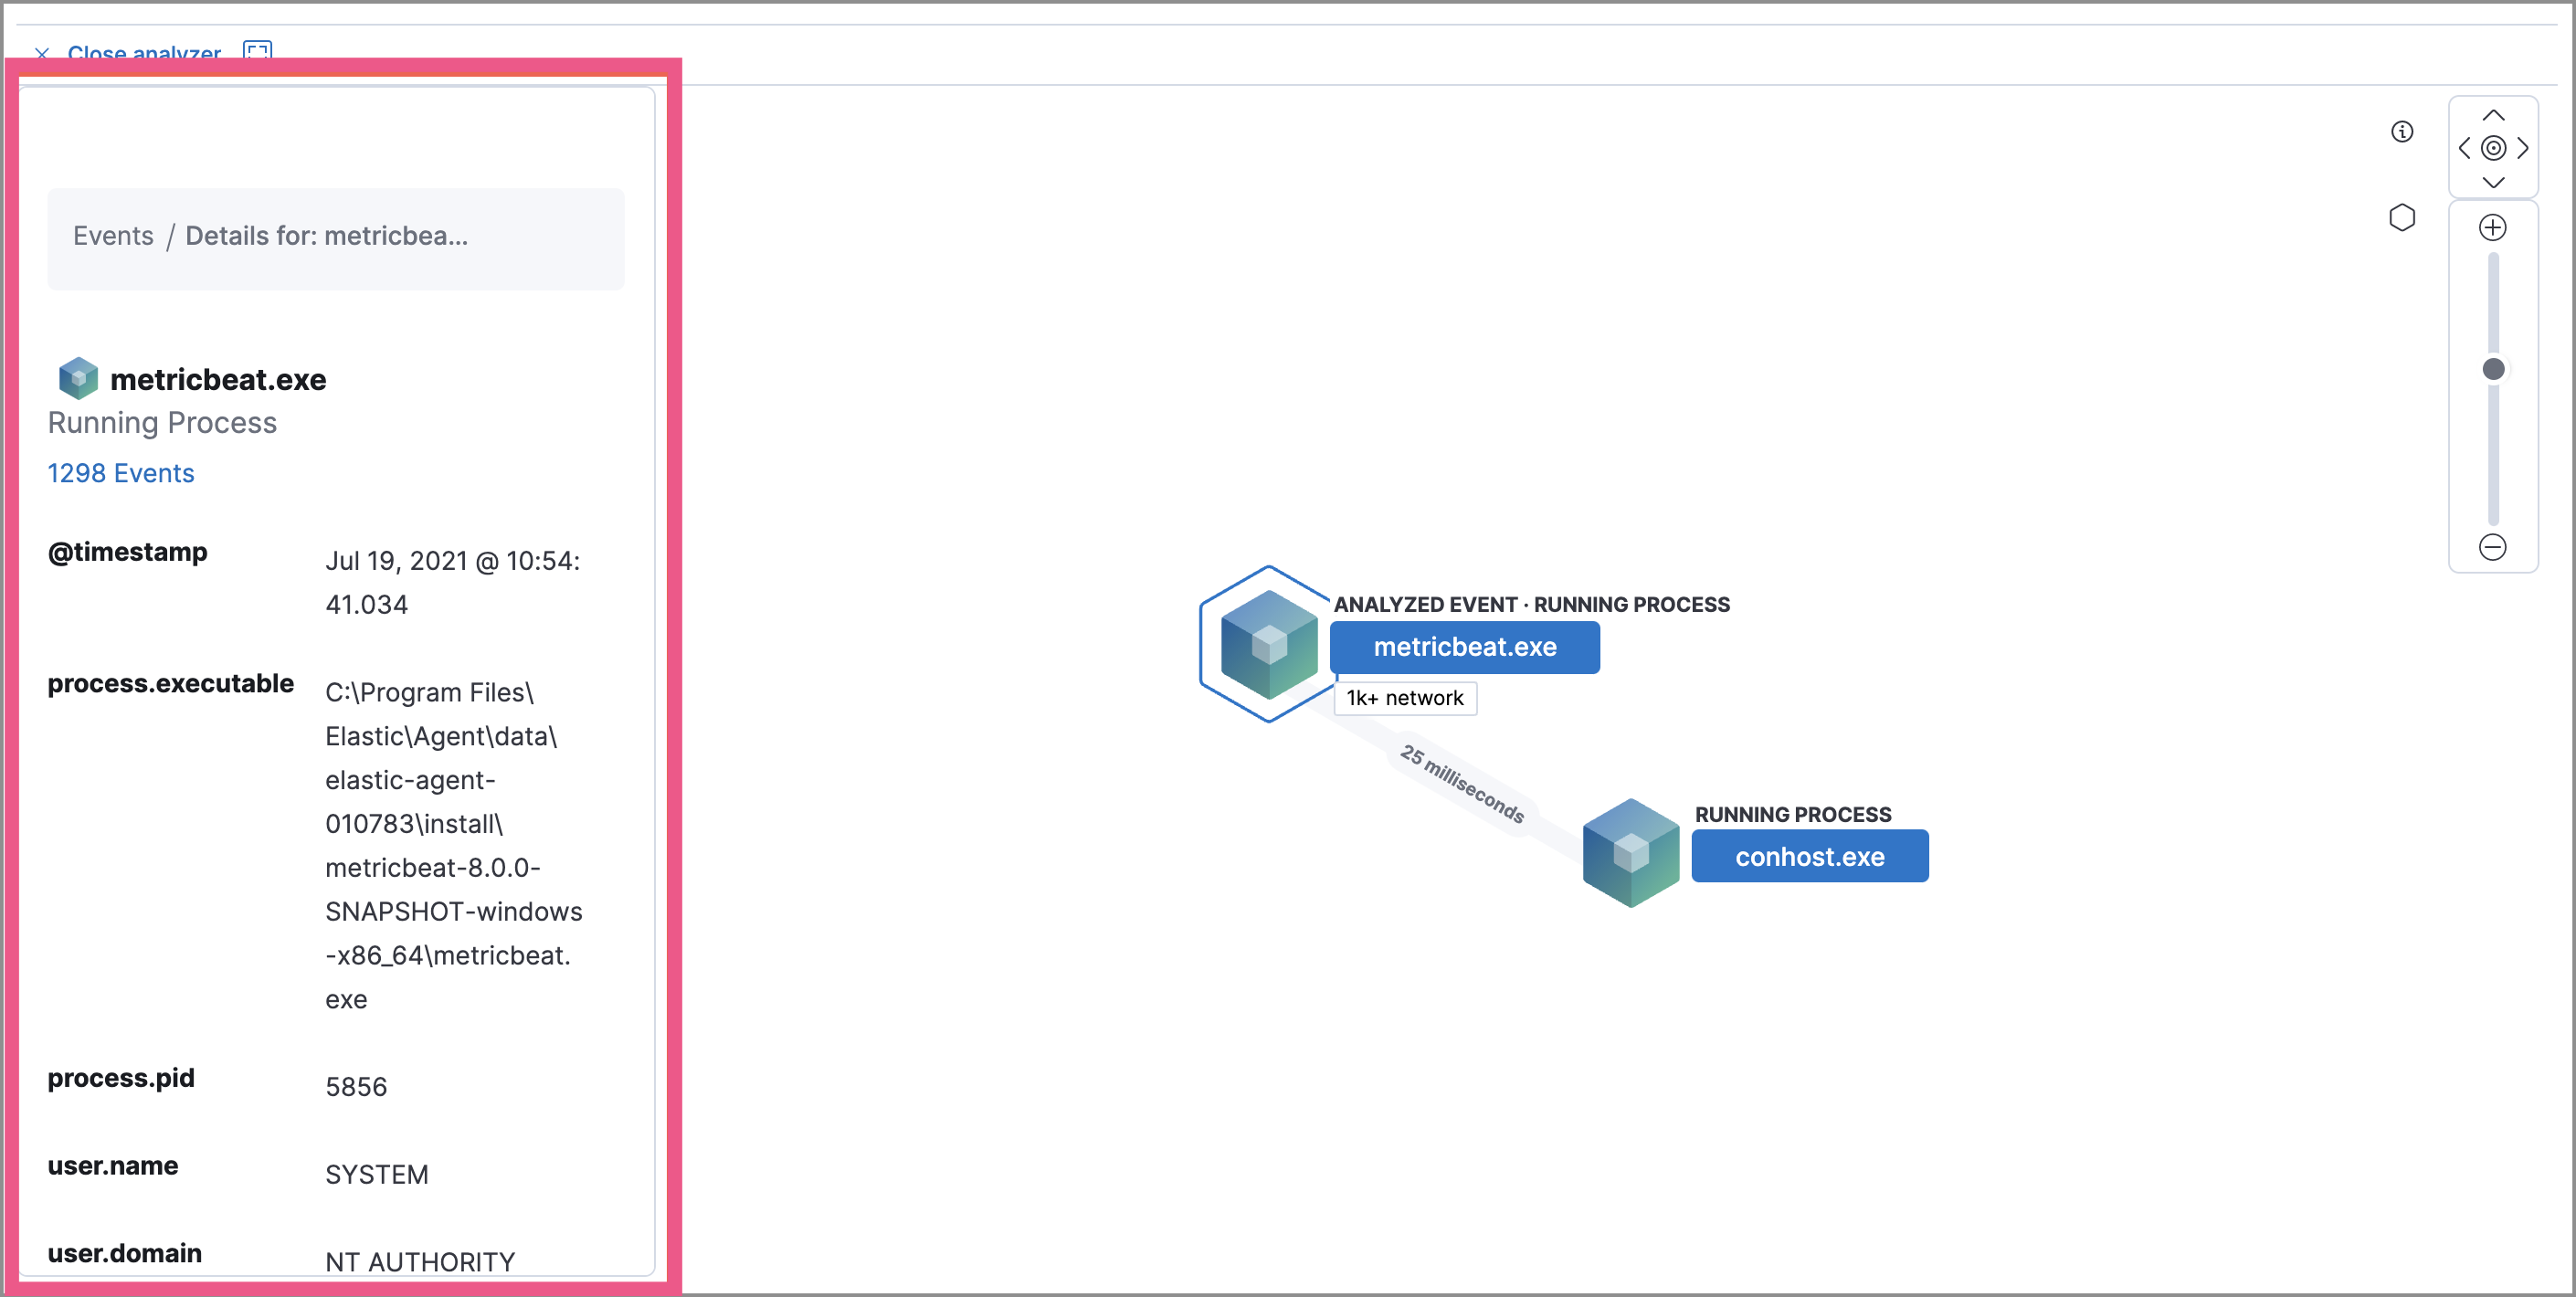 Close analyzer
Events / Details for: metricbea...
metricbeat.exe
Running Process
1298 Events
@timestamp
Jul 19, 2021 @ 10:54:
41.034
process.executable
C:\Program Files\
Elastic\Agent\data\
elastic-agent-
010783\install\
metricbeat-8.0.0-
SNAPSHOT-windows
-x86_64\metricbeat.
exe
process.pid
5856
user.name
SYSTEM
user.domain
NT AUTHORITY
ANALYZED EVENT · RUNNING PROCESS
metricbeat.exe
1k+ network
25 milliseconds
RUNNING PROCESS
conhost.exe